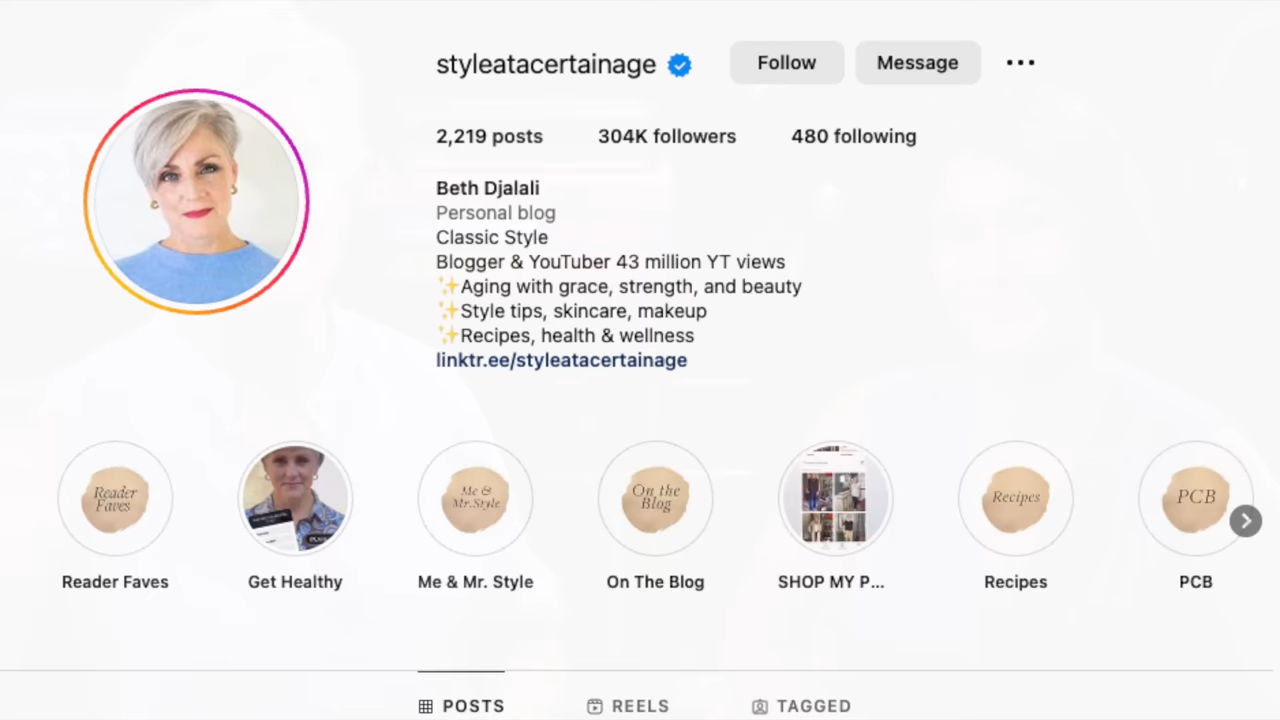 styleatacertainage
Follow
Message
2,219 posts
304K followers
480 following
Beth Djalali
Personal blog
Classic Style
Blogger & YouTuber 43 million YT views
✨Aging with grace, strength, and beauty
✨Style tips, skincare, makeup
✨Recipes, health & wellness
linktr.ee/styleatacertainage
Reader
Faves
Me &
Mr.Style
On the
Blog
Recipes
PCB
Reader Faves
Get Healthy
Me & Mr. Style
On The Blog
SHOP MY P...
Recipes
PCB
POSTS
REELS
TAGGED